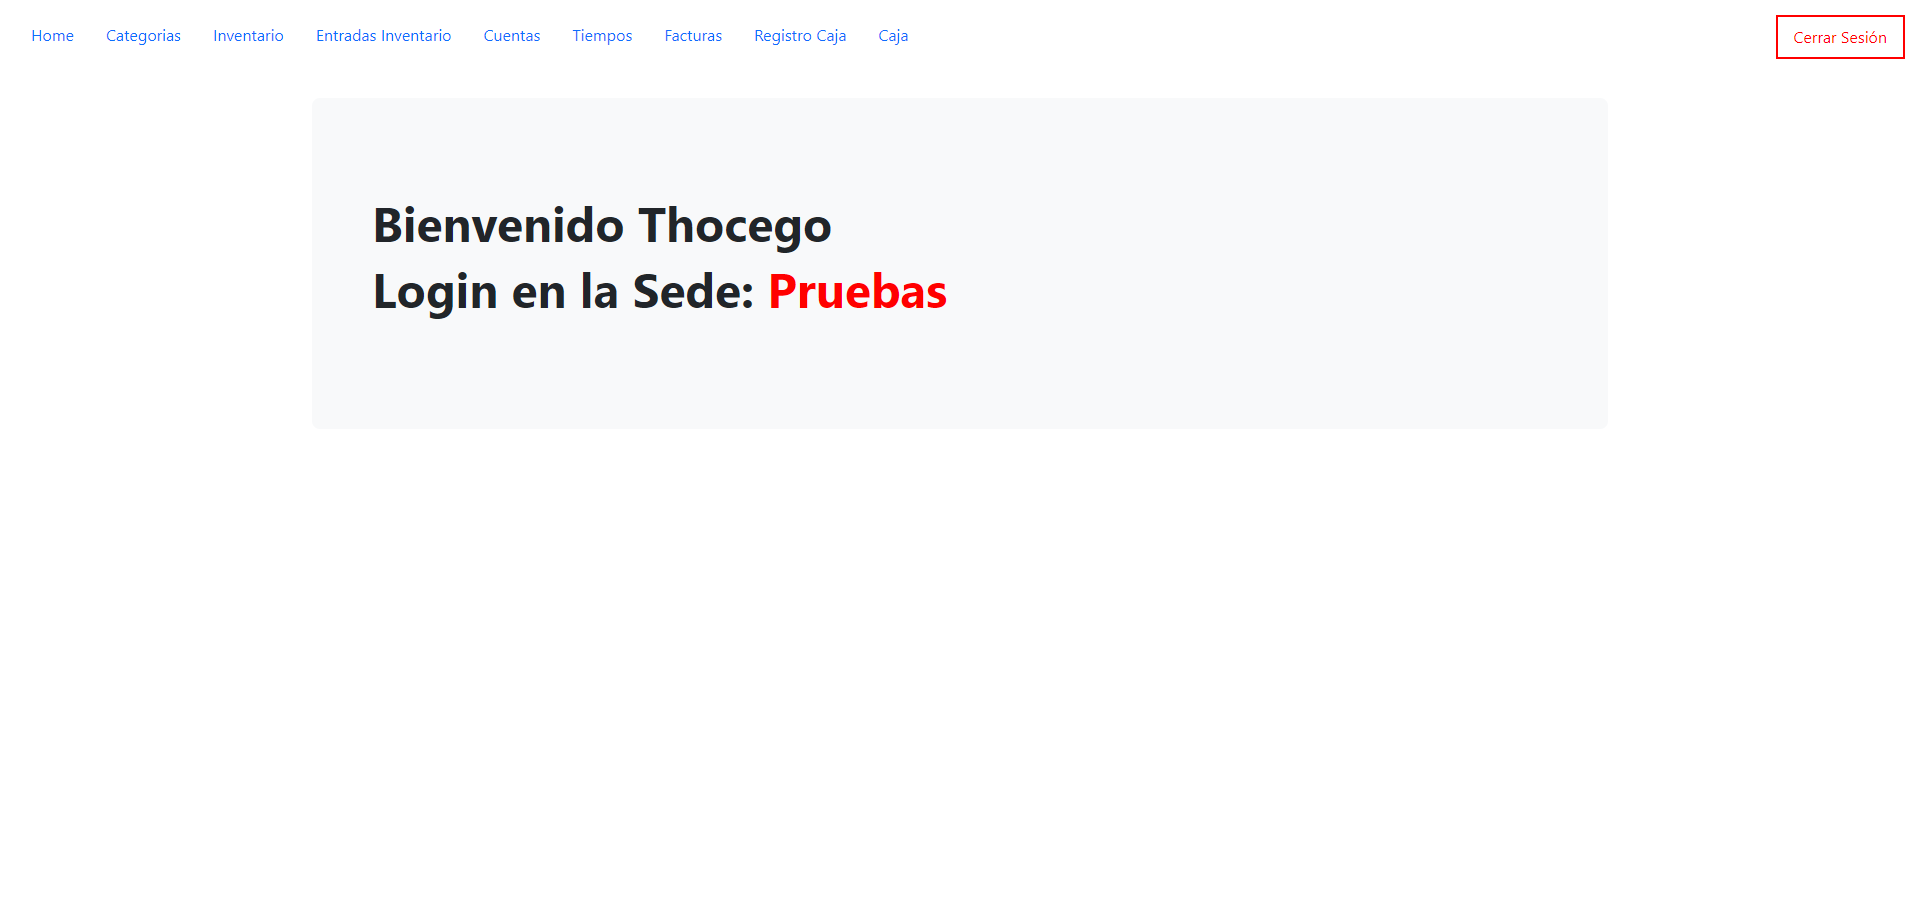 Home Categorias Inventario Entradas Inventario Cuentas Tiempos Facturas Registro Caja Caja Cerrar Sesión
Bienvenido Thocego
Login en la Sede: Pruebas